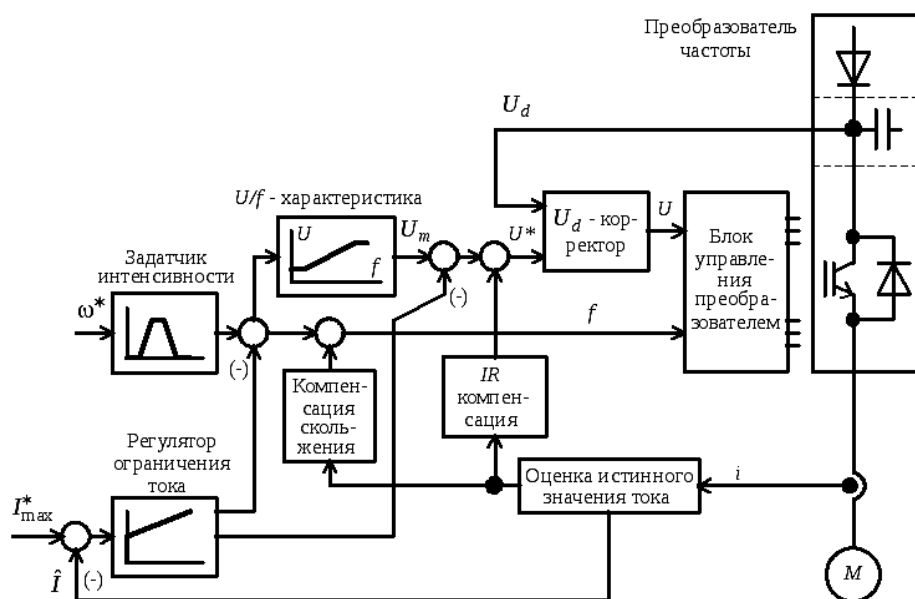 Преобразователь
частоты
U_d
U/f - характеристика
U
f
U_m
U*
U_d - кор-
ректор
U
Блок
управле-
ния
преобра-
зователем
Задатчик
интенсивности
ω*
(-)
(-)
f
Компен-
сация
сколь-
жения
IR
компен-
сация
Регулятор
ограничения
тока
Оценка истинного
значения тока
i
I*max
Î
(-)
M